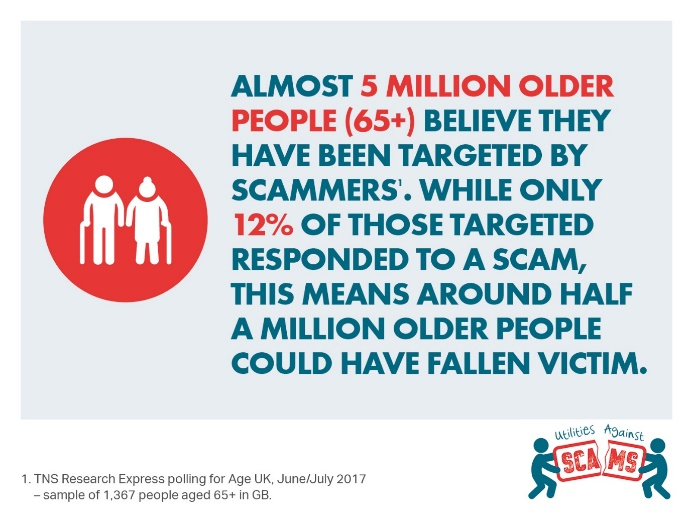 ALMOST 5 MILLION OLDER
PEOPLE (65+) BELIEVE THEY
HAVE BEEN TARGETED BY
SCAMMERS¹. WHILE ONLY
12% OF THOSE TARGETED
RESPONDED TO A SCAM,
THIS MEANS AROUND HALF
A MILLION OLDER PEOPLE
COULD HAVE FALLEN VICTIM.
Utilities Against
SCAMS
1. TNS Research Express polling for Age UK, June/July 2017
– sample of 1,367 people aged 65+ in GB.